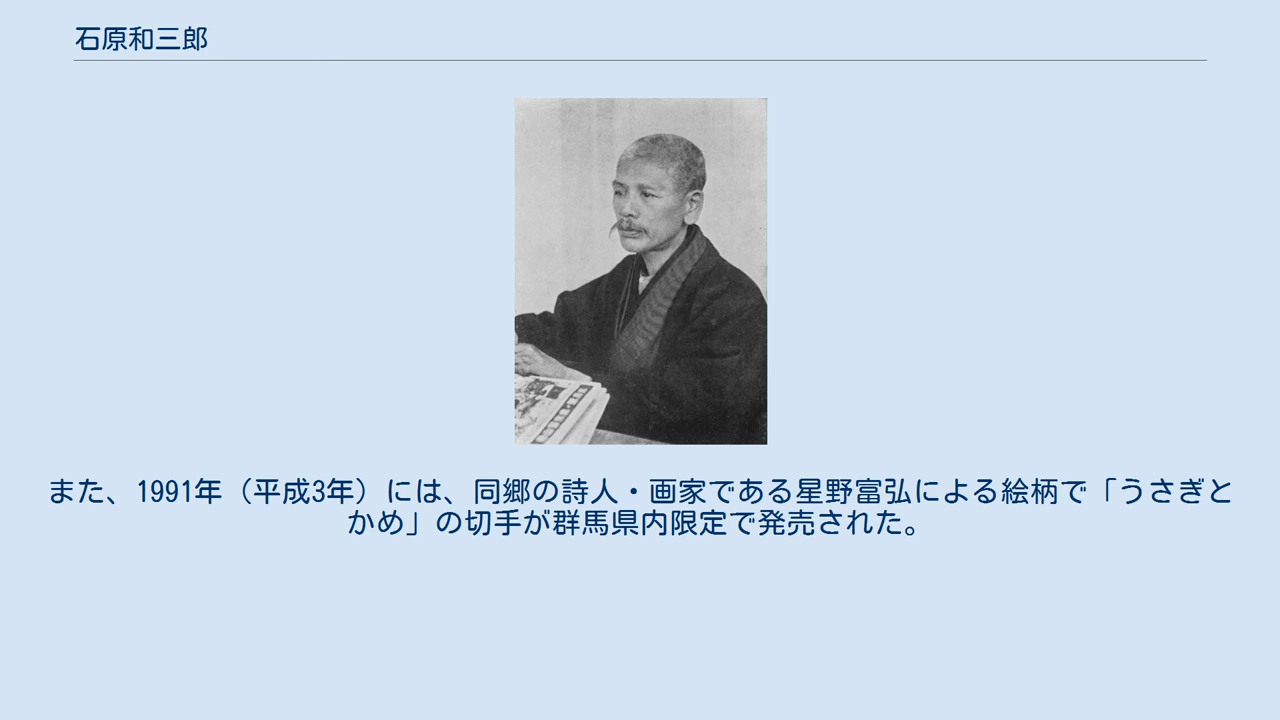 石原和三郎
また、1991年（平成3年）には、同郷の詩人・画家である星野富弘による絵柄で「うさぎと
かめ」の切手が群馬県内限定で発売された。